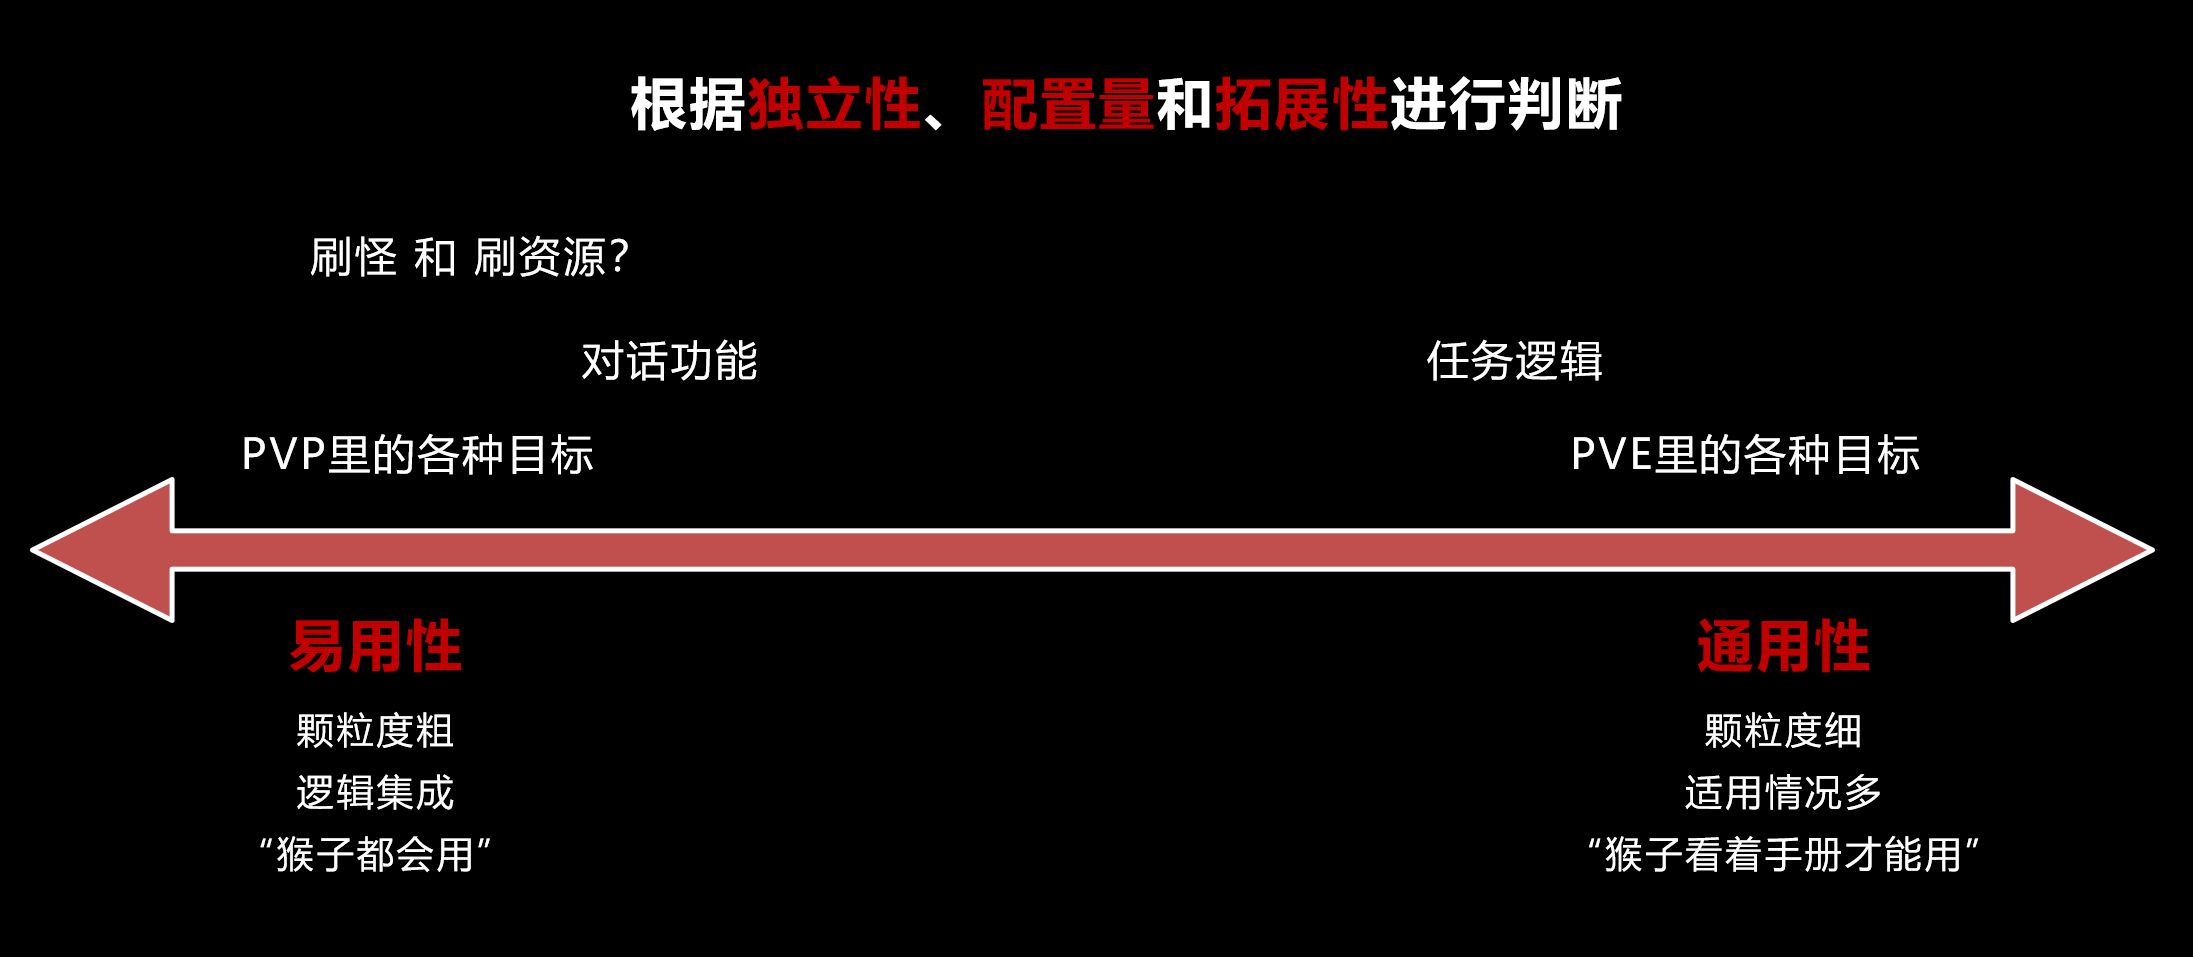 根据独立性、配置量和拓展性进行判断
刷怪 和 刷资源？
对话功能
任务逻辑
PVP里的各种目标
PVE里的各种目标
易用性
颗粒度粗
逻辑集成
“猴子都会用”
通用性
颗粒度细
适用情况多
“猴子看着手册才能用”